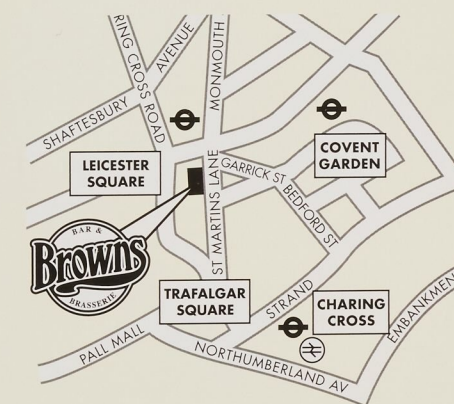 RING CROSS ROAD
AVENUE
SHAFTESBURY
MONMOUTH
COVENT
GARDEN
LEICESTER
SQUARE
GARRICK ST
BEDFORD ST
ST MARTINS LANE
BAR &
Browns
BRASSERIE
TRAFALGAR
SQUARE
STRAND
CHARING
CROSS
EMBANKMEN
PALL MALL
NORTHUMBERLAND AV